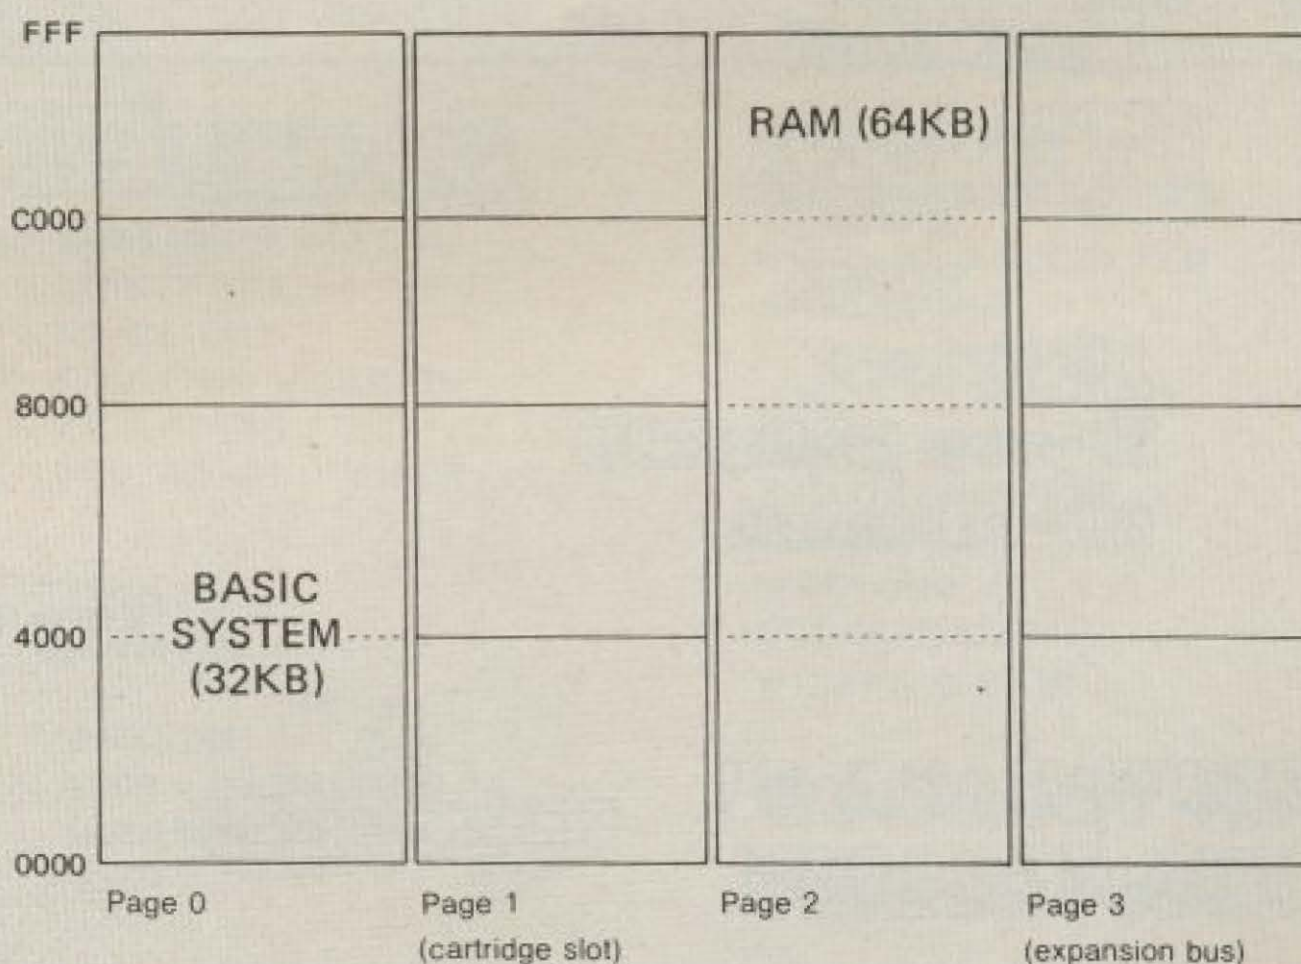 FFF
RAM (64KB)
C000
8000
BASIC
SYSTEM
(32KB)
4000
0000
Page 0
Page 1
(cartridge slot)
Page 2
Page 3
(expansion bus)